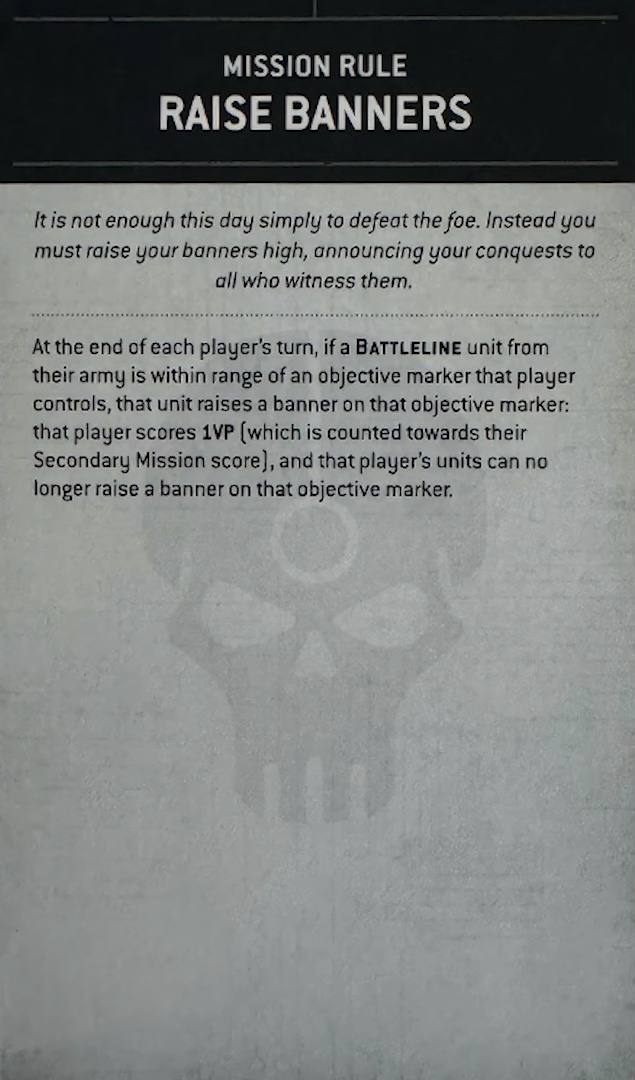 MISSION RULE
RAISE BANNERS
It is not enough this day simply to defeat the foe. Instead you
must raise your banners high, announcing your conquests to
all who witness them.
At the end of each player's turn, if a BATTLELINE unit from
their army is within range of an objective marker that player
controls, that unit raises a banner on that objective marker:
that player scores 1VP (which is counted towards their
Secondary Mission score), and that player's units can no
longer raise a banner on that objective marker.